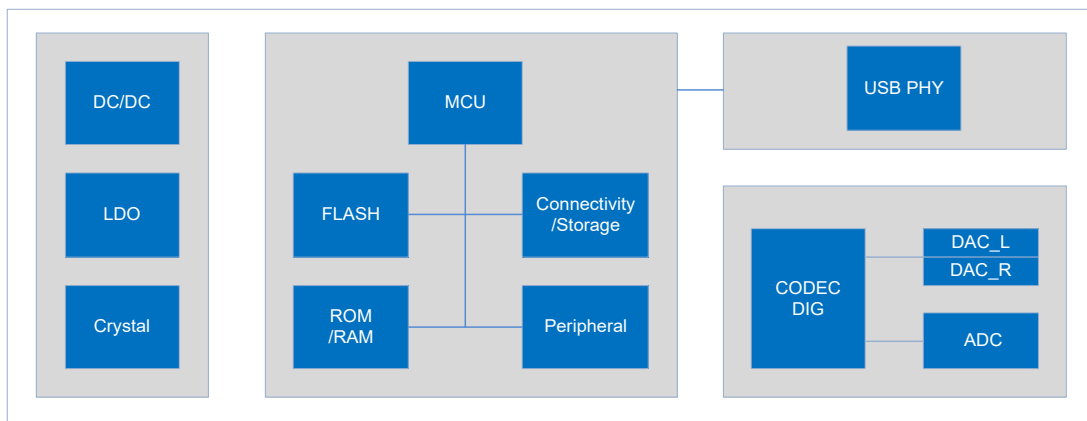 DC/DC
LDO
Crystal
MCU
FLASH
Connectivity
/Storage
ROM
/RAM
Peripheral
USB PHY
CODEC
DIG
DAC_L
DAC_R
ADC